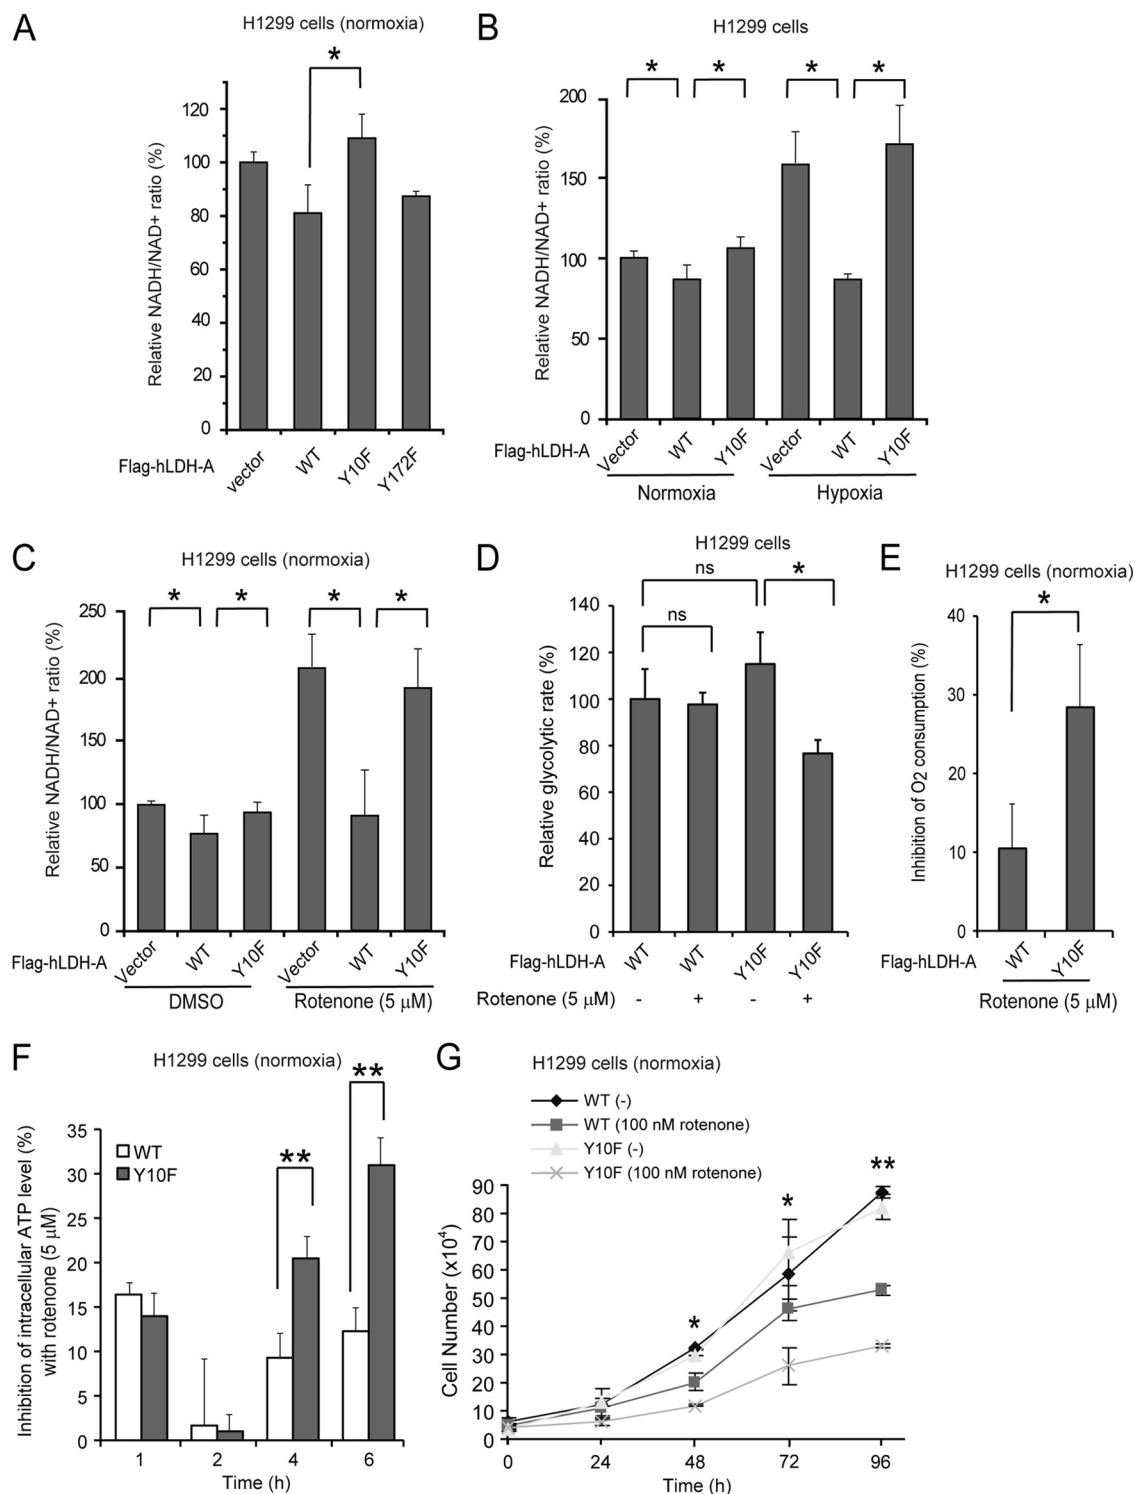 A
H1299 cells (normoxia)
*
Relative NADH/NAD+ ratio (%)
120
100
80
60
40
20
0
Flag-hLDH-A
vector
WT
Y10F
Y172F
B
H1299 cells
* * * *
Relative NADH/NAD+ ratio (%)
200
150
100
50
0
Flag-hLDH-A
Vector
WT
Y10F
Vector
WT
Y10F
Normoxia
Hypoxia
C
H1299 cells (normoxia)
* * * *
Relative NADH/NAD+ ratio (%)
250
200
150
100
50
0
Flag-hLDH-A
Vector
WT
Y10F
Vector
WT
Y10F
DMSO
Rotenone (5 μM)
D
H1299 cells
ns
*
ns
Relative glycolytic rate (%)
140
120
100
80
60
40
20
0
Flag-hLDH-A
WT
WT
Y10F
Y10F
Rotenone (5 μM) - + - +
E
H1299 cells (normoxia)
*
Inhibition of O2 consumption (%)
40
30
20
10
0
Flag-hLDH-A
WT
Y10F
Rotenone (5 μM)
F
H1299 cells (normoxia)
**
**
Inhibition of intracellular ATP level (%)
with rotenone (5 μM)
WT
Y10F
35
30
25
20
15
10
5
0
1 2 4 6
Time (h)
G
H1299 cells (normoxia)
WT (-)
WT (100 nM rotenone)
Y10F (-)
Y10F (100 nM rotenone)
* * **
Cell Number (x10⁴)
90
80
70
60
50
40
30
20
10
0
0 24 48 72 96
Time (h)